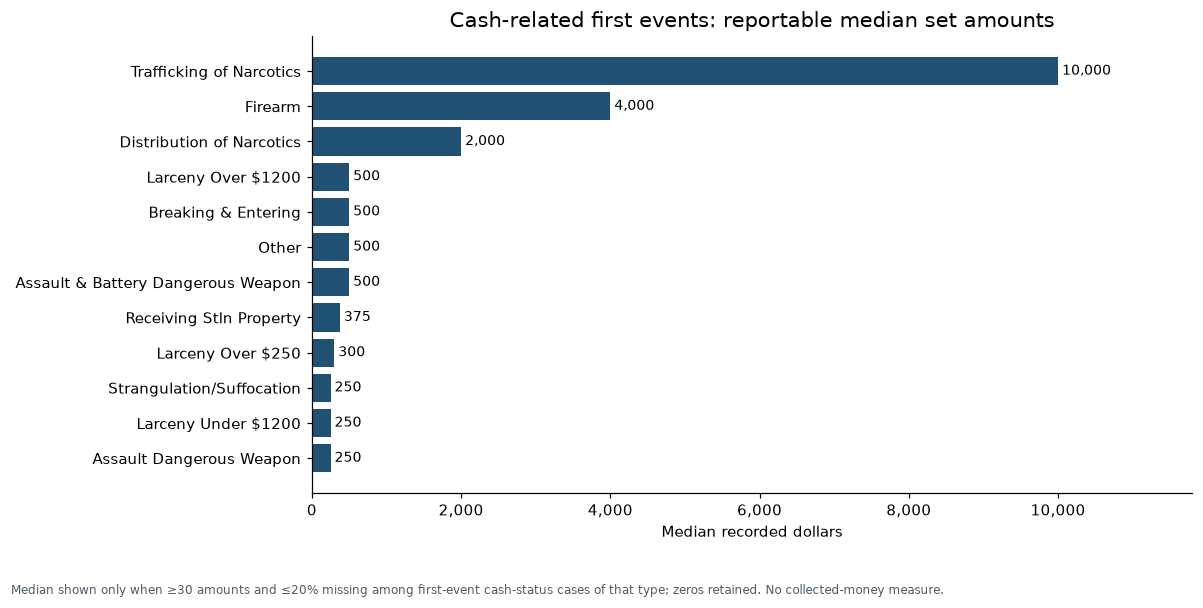 Cash-related first events: reportable median set amounts
Trafficking of Narcotics 10,000
Firearm 4,000
Distribution of Narcotics 2,000
Larceny Over $1200 500
Breaking & Entering 500
Other 500
Assault & Battery Dangerous Weapon 500
Receiving Stln Property 375
Larceny Over $250 300
Strangulation/Suffocation 250
Larceny Under $1200 250
Assault Dangerous Weapon 250
0 2,000 4,000 6,000 8,000 10,000
Median recorded dollars
Median shown only when ≥30 amounts and ≤20% missing among first-event cash-status cases of that type; zeros retained. No collected-money measure.